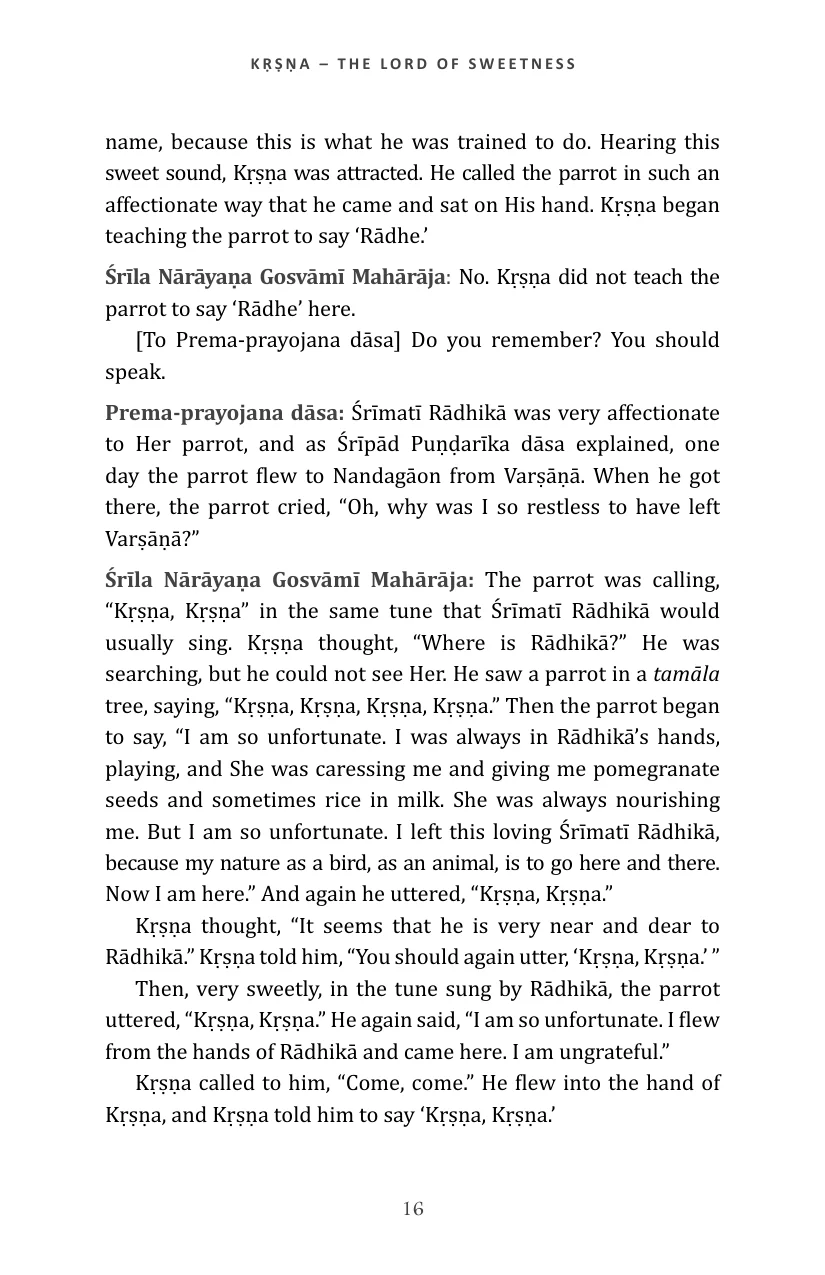 KṚṢṆA – THE LORD OF SWEETNESS
name, because this is what he was trained to do. Hearing this
sweet sound, Kṛṣṇa was attracted. He called the parrot in such an
affectionate way that he came and sat on His hand. Kṛṣṇa began
teaching the parrot to say ‘Rādhe.’
Śrīla Nārāyaṇa Gosvāmī Mahārāja: No. Kṛṣṇa did not teach the
parrot to say ‘Rādhe’ here.
[To Prema-prayojana dāsa] Do you remember? You should
speak.
Prema-prayojana dāsa: Śrīmatī Rādhikā was very affectionate
to Her parrot, and as Śrīpād Puṇḍarīka dāsa explained, one
day the parrot flew to Nandagāon from Varṣāṇā. When he got
there, the parrot cried, “Oh, why was I so restless to have left
Varṣāṇā?”
Śrīla Nārāyaṇa Gosvāmī Mahārāja: The parrot was calling,
“Kṛṣṇa, Kṛṣṇa” in the same tune that Śrīmatī Rādhikā would
usually sing. Kṛṣṇa thought, “Where is Rādhikā?” He was
searching, but he could not see Her. He saw a parrot in a tamāla
tree, saying, “Kṛṣṇa, Kṛṣṇa, Kṛṣṇa, Kṛṣṇa.” Then the parrot began
to say, “I am so unfortunate. I was always in Rādhikā’s hands,
playing, and She was caressing me and giving me pomegranate
seeds and sometimes rice in milk. She was always nourishing
me. But I am so unfortunate. I left this loving Śrīmatī Rādhikā,
because my nature as a bird, as an animal, is to go here and there.
Now I am here.” And again he uttered, “Kṛṣṇa, Kṛṣṇa.”
Kṛṣṇa thought, “It seems that he is very near and dear to
Rādhikā.” Kṛṣṇa told him, “You should again utter, ‘Kṛṣṇa, Kṛṣṇa.’ ”
Then, very sweetly, in the tune sung by Rādhikā, the parrot
uttered, “Kṛṣṇa, Kṛṣṇa.” He again said, “I am so unfortunate. I flew
from the hands of Rādhikā and came here. I am ungrateful.”
Kṛṣṇa called to him, “Come, come.” He flew into the hand of
Kṛṣṇa, and Kṛṣṇa told him to say ‘Kṛṣṇa, Kṛṣṇa.’
16